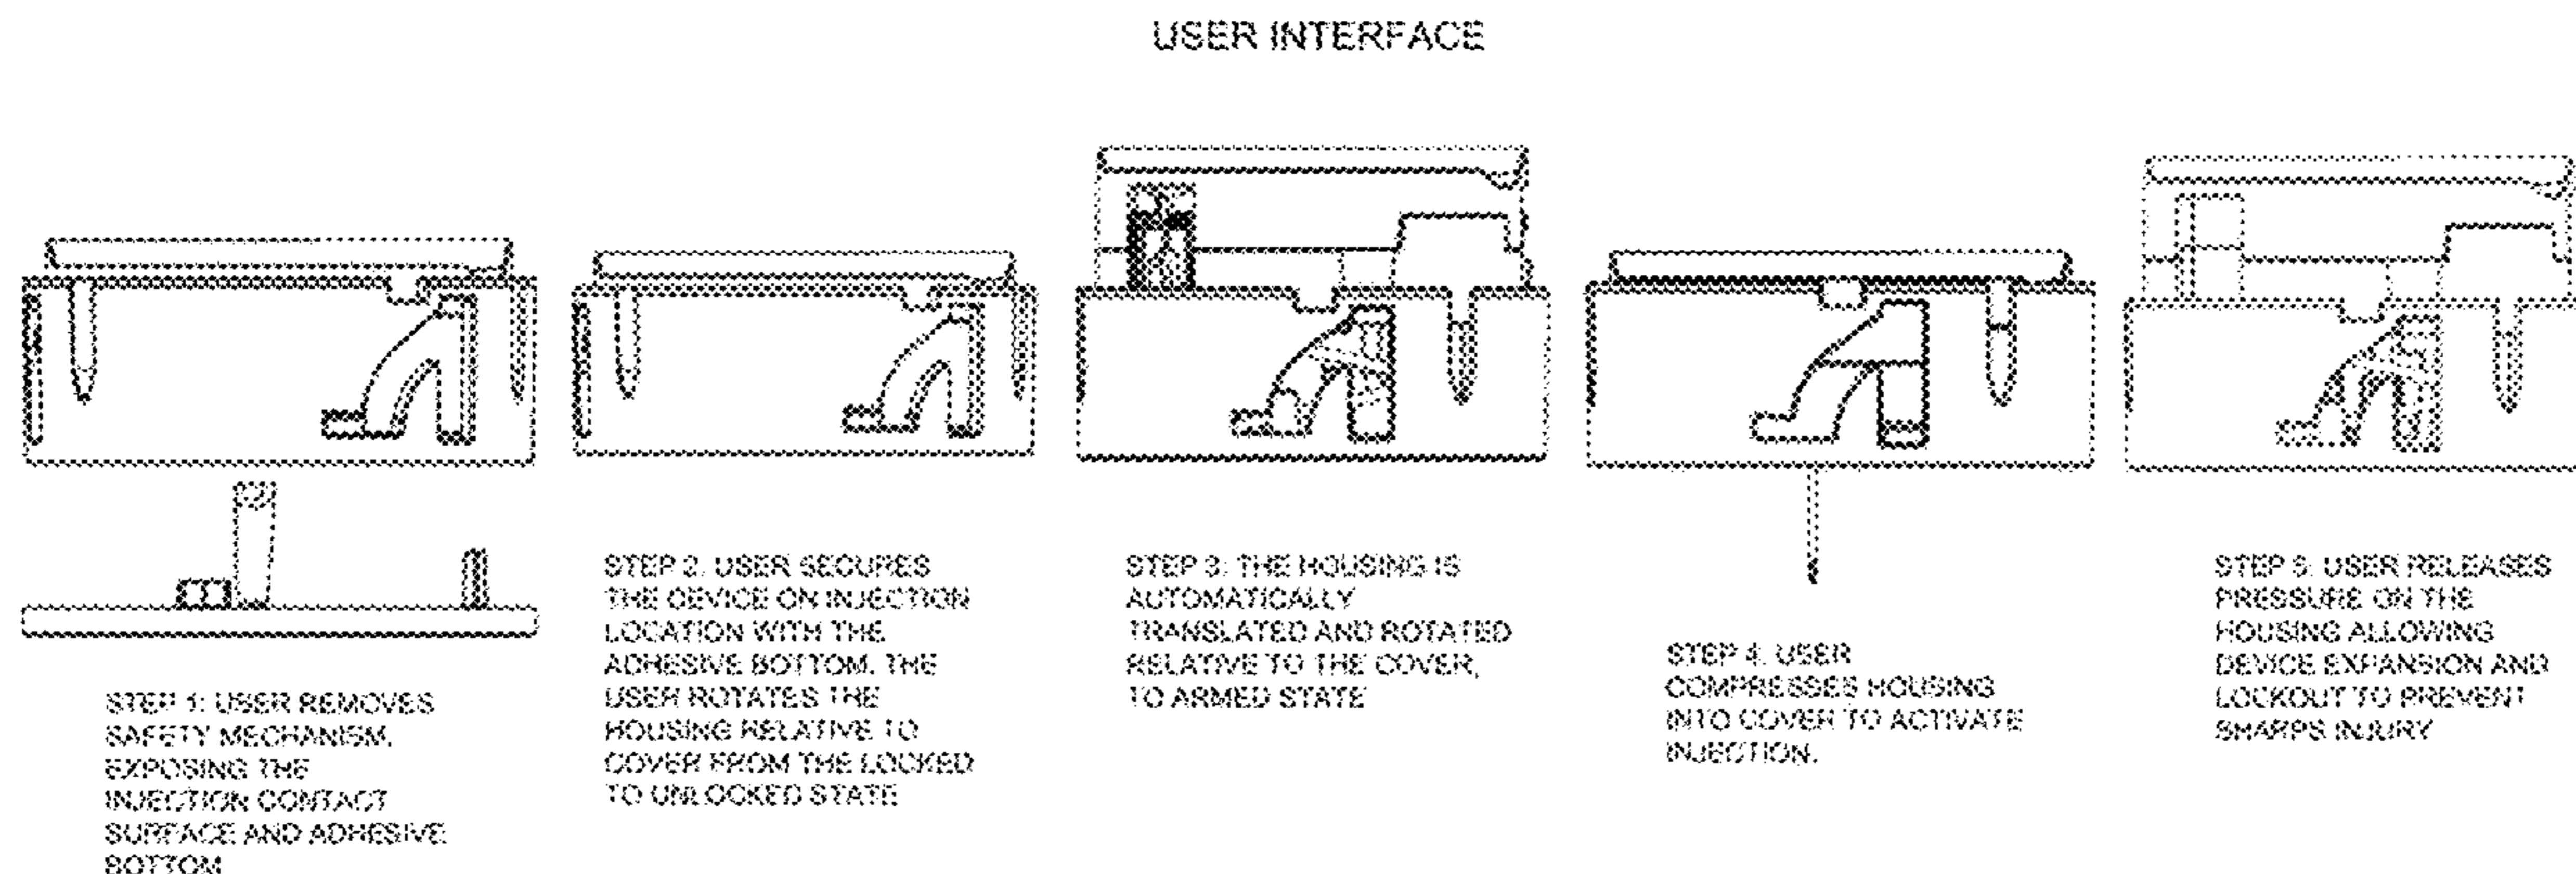 USER INTERFACE
STEP 1: USER REMOVES
SAFETY MECHANISM,
EXPOSING THE
INJECTION CONTACT
SURFACE AND ADHESIVE
BOTTOM
STEP 2: USER SECURES
THE DEVICE ON INJECTION
LOCATION WITH THE
ADHESIVE BOTTOM. THE
USER ROTATES THE
HOUSING RELATIVE TO
COVER FROM THE LOCKED
TO UNLOCKED STATE
STEP 3: THE HOUSING IS
AUTOMATICALLY
TRANSLATED AND ROTATED
RELATIVE TO THE COVER,
TO ARMED STATE
STEP 4: USER
COMPRESSES HOUSING
INTO COVER TO ACTIVATE
INJECTION.
STEP 5: USER RELEASES
PRESSURE ON THE
HOUSING ALLOWING
DEVICE EXPANSION AND
LOCKOUT TO PREVENT
SHARPS INJURY